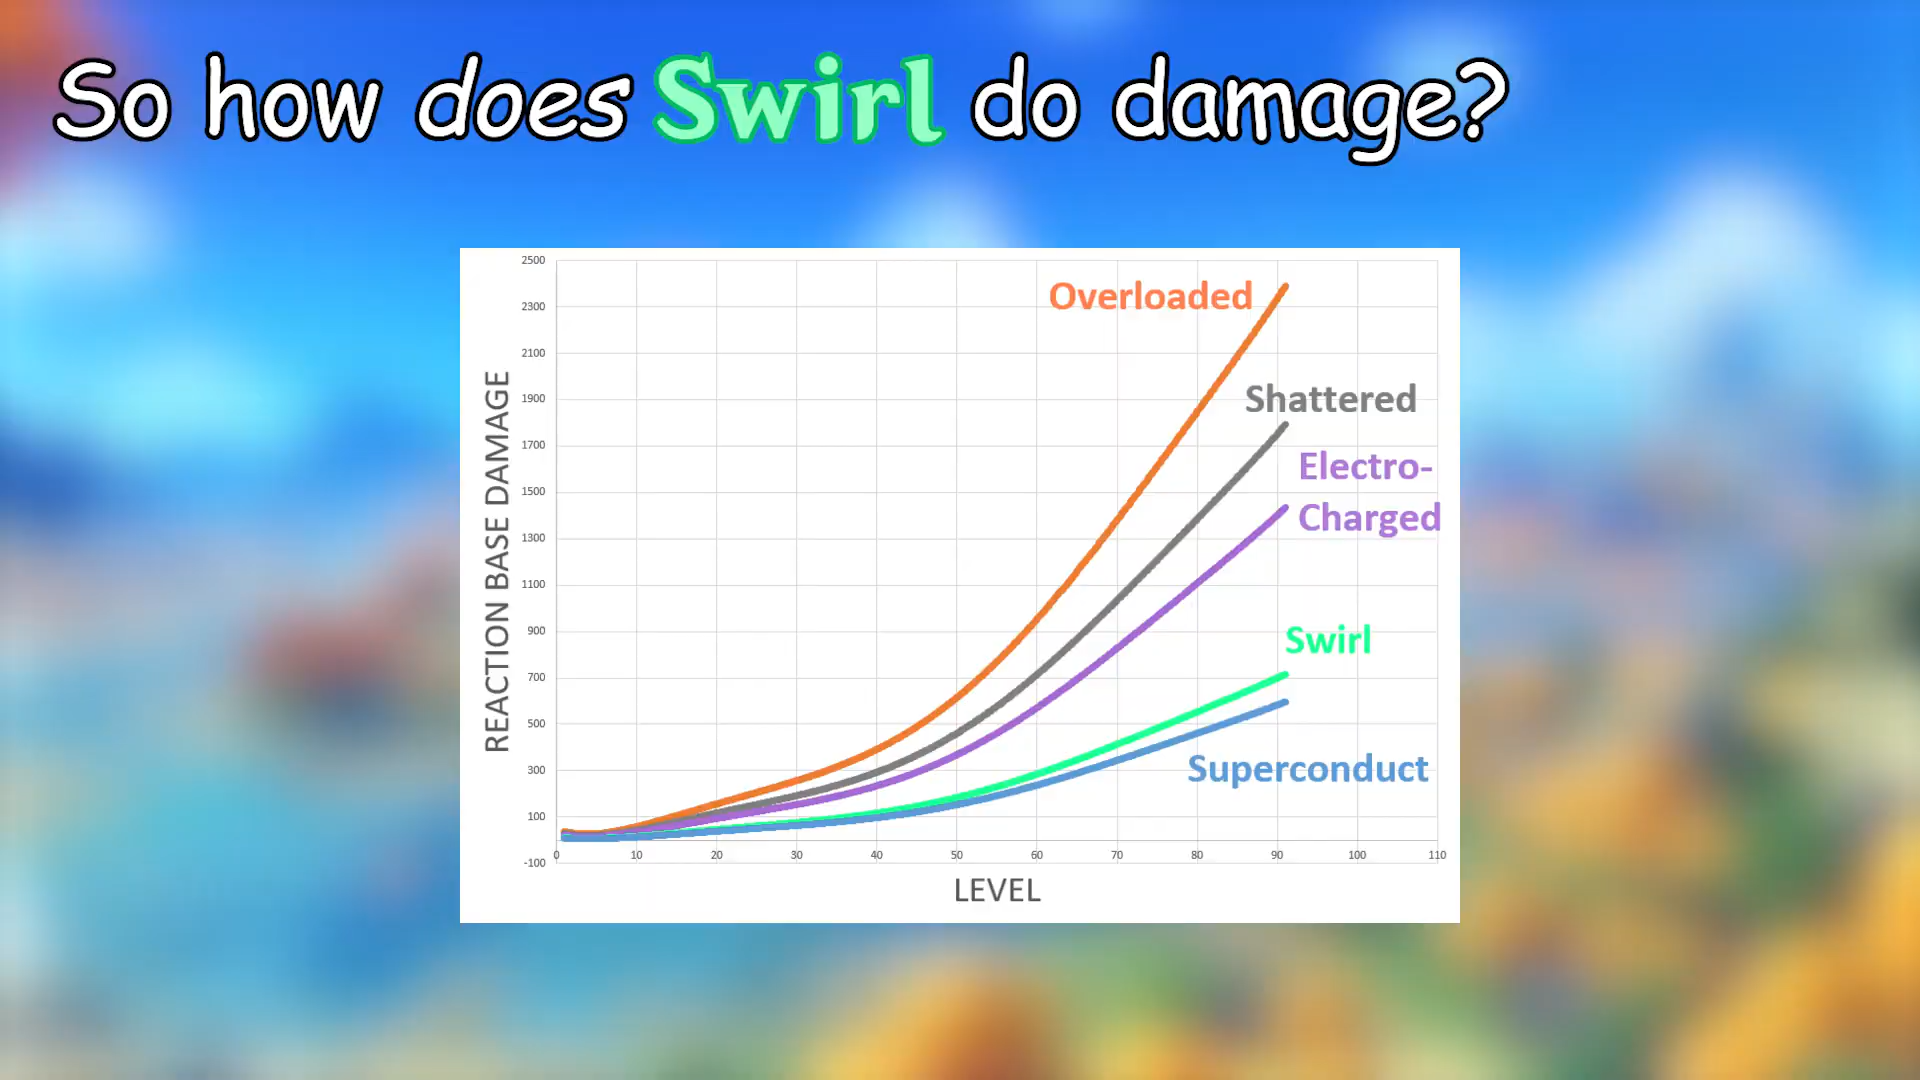 So how does Swirl do damage?
2500
2300
2100
1900
1700
1500
1300
1100
900
700
500
300
100
-100
REACTION BASE DAMAGE
Overloaded
Shattered
Electro-
Charged
Swirl
Superconduct
0 10 20 30 40 50 60 70 80 90 100 110
LEVEL